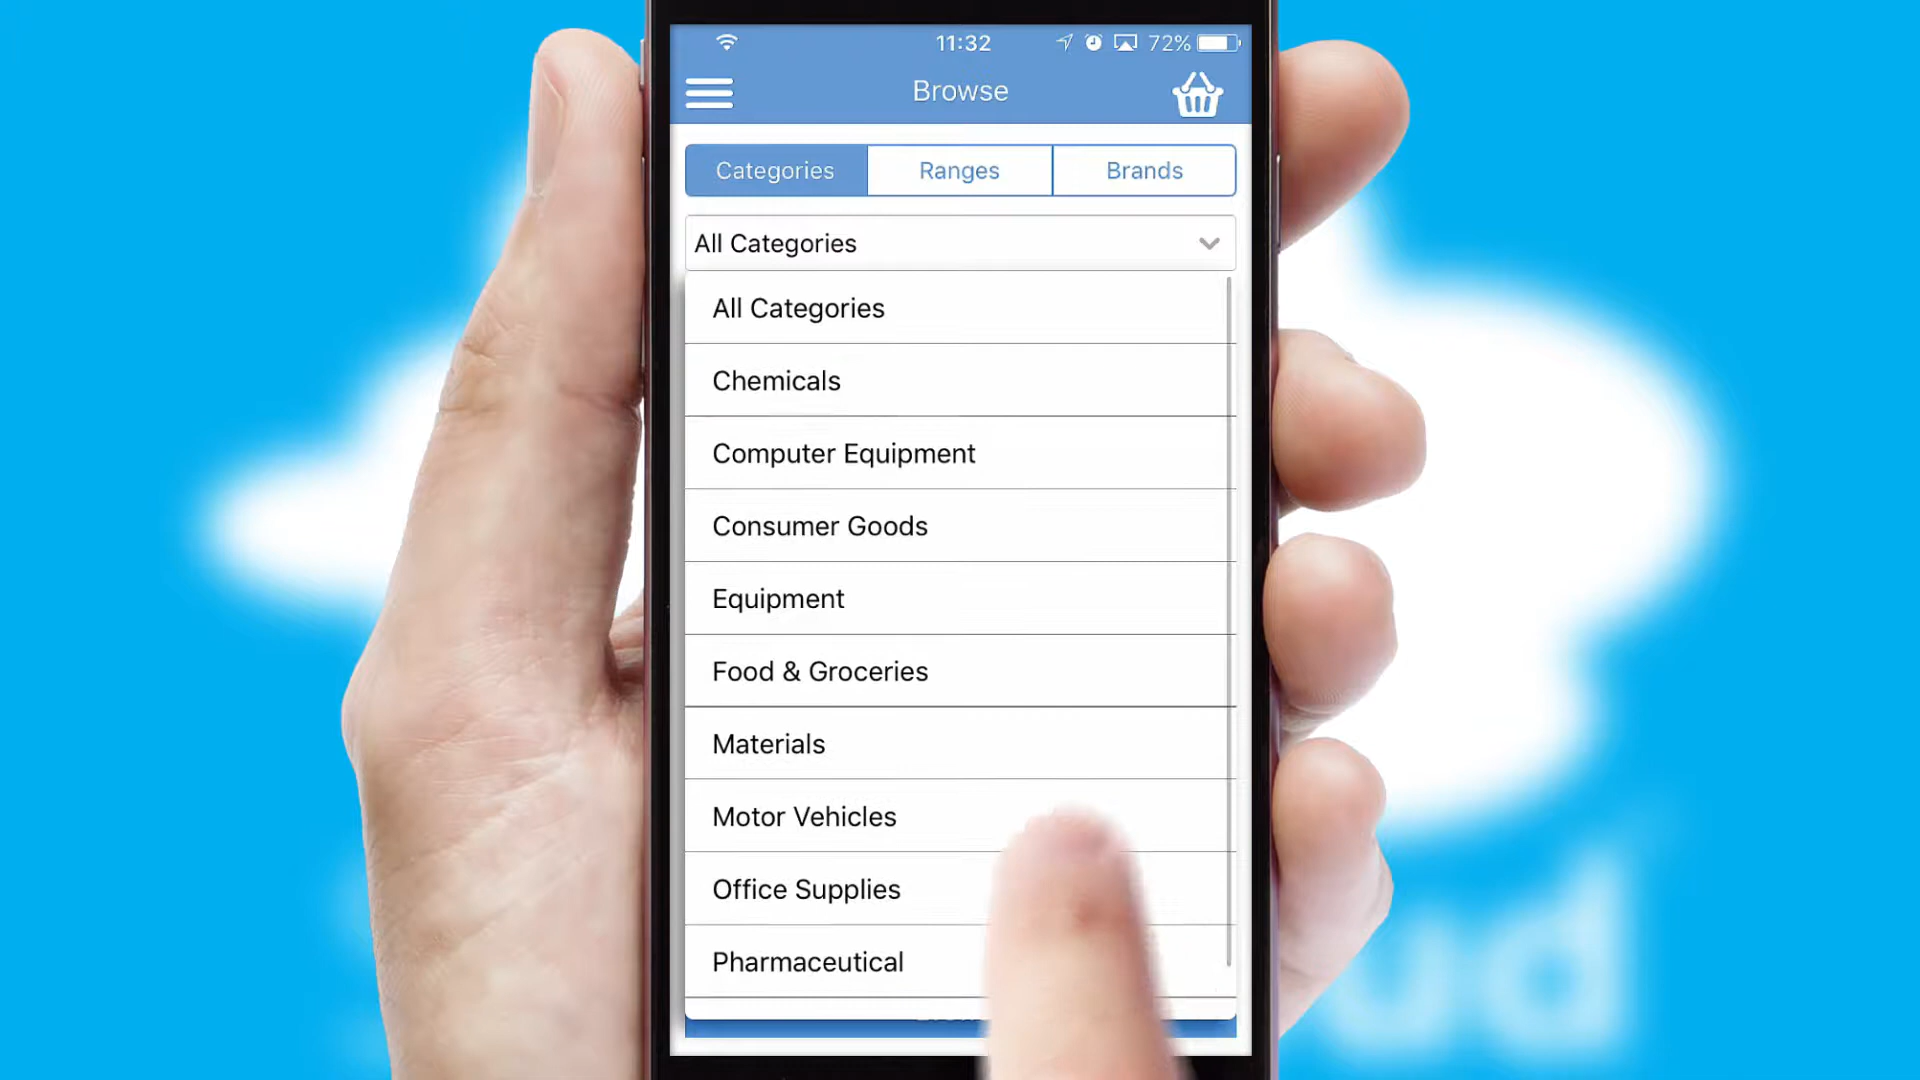 11:32
72%
Browse
Categories
Ranges
Brands
All Categories
All Categories
Chemicals
Computer Equipment
Consumer Goods
Equipment
Food & Groceries
Materials
Motor Vehicles
Office Supplies
Pharmaceutical